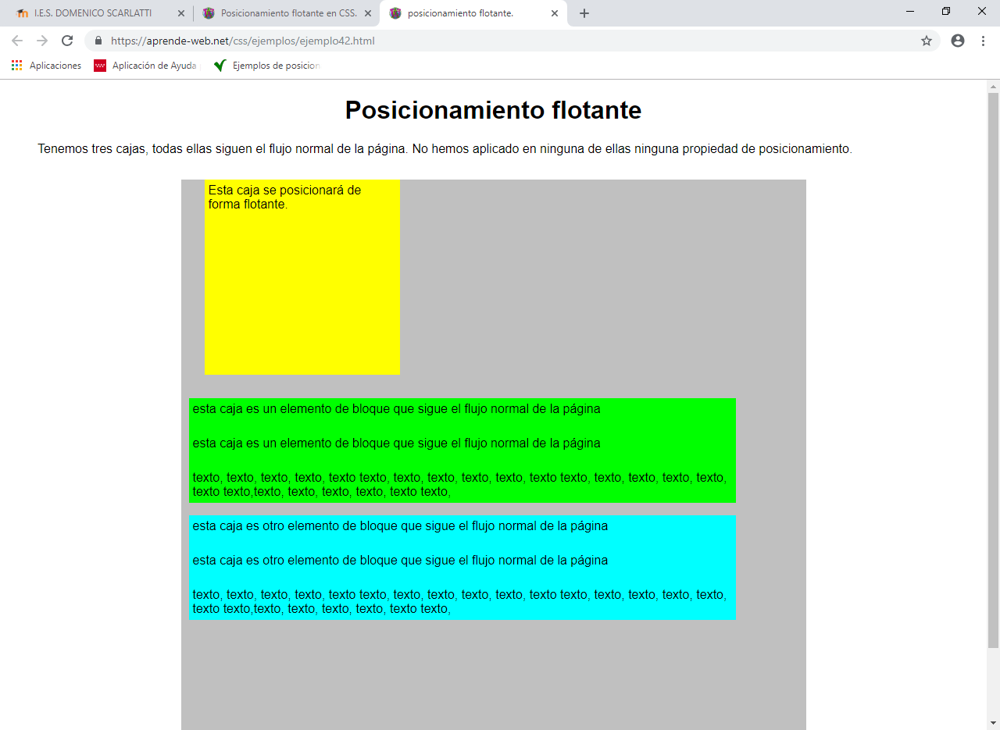 I.E.S. DOMENICO SCARLATTI
Posicionamiento flotante en CSS.
posicionamiento flotante.
https://aprende-web.net/css/ejemplos/ejemplo42.html
Aplicaciones
Aplicación de Ayuda
Ejemplos de posicion
Posicionamiento flotante
Tenemos tres cajas, todas ellas siguen el flujo normal de la página. No hemos aplicado en ninguna de ellas ninguna propiedad de posicionamiento.
Esta caja se posicionará de
forma flotante.
esta caja es un elemento de bloque que sigue el flujo normal de la página
esta caja es un elemento de bloque que sigue el flujo normal de la página
texto, texto, texto, texto, texto texto, texto, texto, texto, texto, texto texto, texto, texto, texto, texto,
texto texto,texto, texto, texto, texto, texto texto,
esta caja es otro elemento de bloque que sigue el flujo normal de la página
esta caja es otro elemento de bloque que sigue el flujo normal de la página
texto, texto, texto, texto, texto texto, texto, texto, texto, texto, texto texto, texto, texto, texto, texto,
texto texto,texto, texto, texto, texto, texto texto,